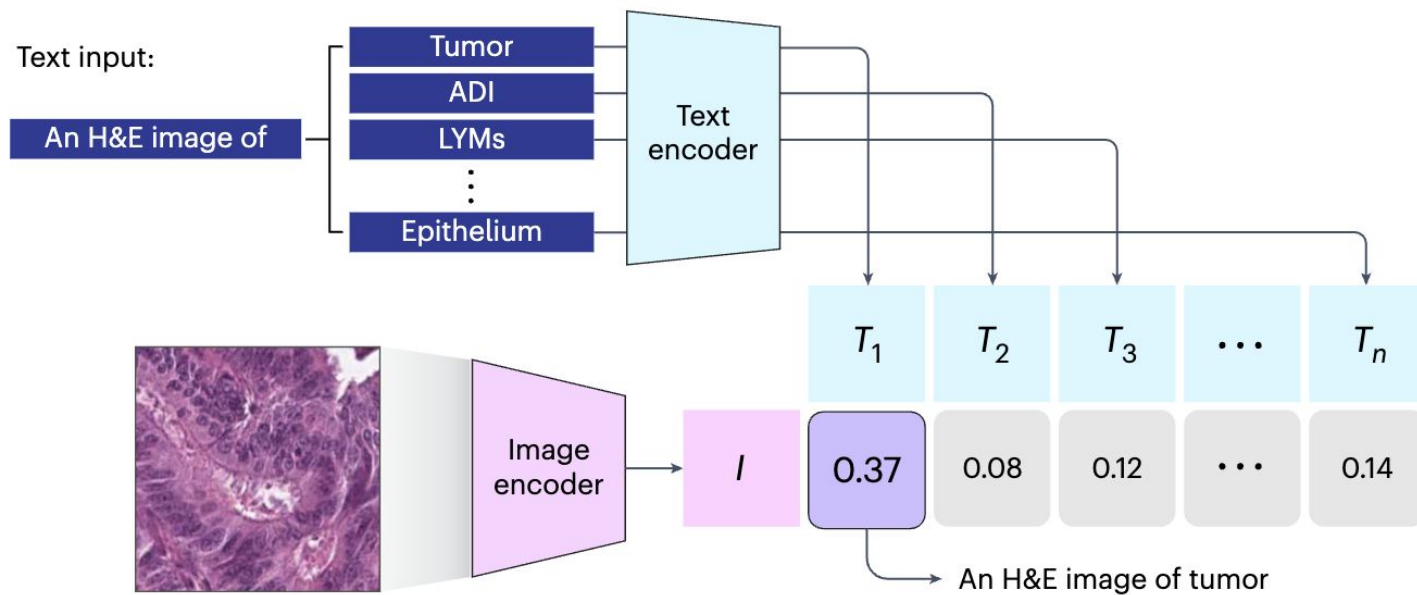 Text input:
An H&E image of
Tumor
ADI
LYMs
⋮
Epithelium
Text
encoder
T1 T2 T3 ... Tn
Image
encoder
I 0.37 0.08 0.12 ... 0.14
An H&E image of tumor